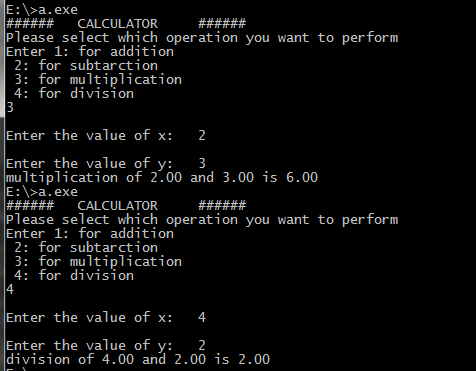 E:\>a.exe
###### CALCULATOR ######
Please select which operation you want to perform
Enter 1: for addition
2: for subtarction
3: for multiplication
4: for division
3
Enter the value of x: 2
Enter the value of y: 3
multiplication of 2.00 and 3.00 is 6.00
E:\>a.exe
###### CALCULATOR ######
Please select which operation you want to perform
Enter 1: for addition
2: for subtarction
3: for multiplication
4: for division
4
Enter the value of x: 4
Enter the value of y: 2
division of 4.00 and 2.00 is 2.00